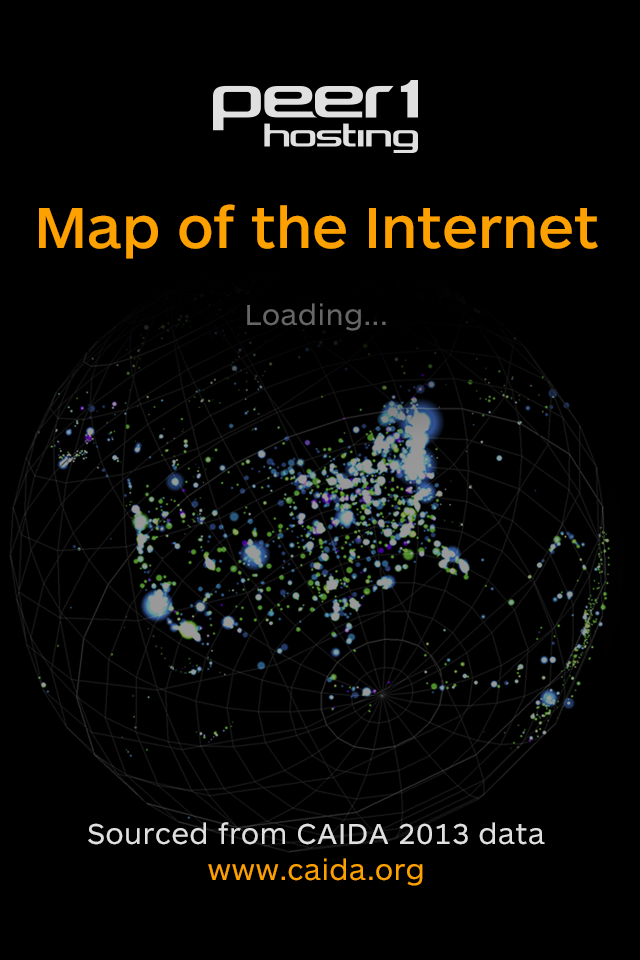 peer1
hosting
Map of the Internet
Loading...
Sourced from CAIDA 2013 data
www.caida.org